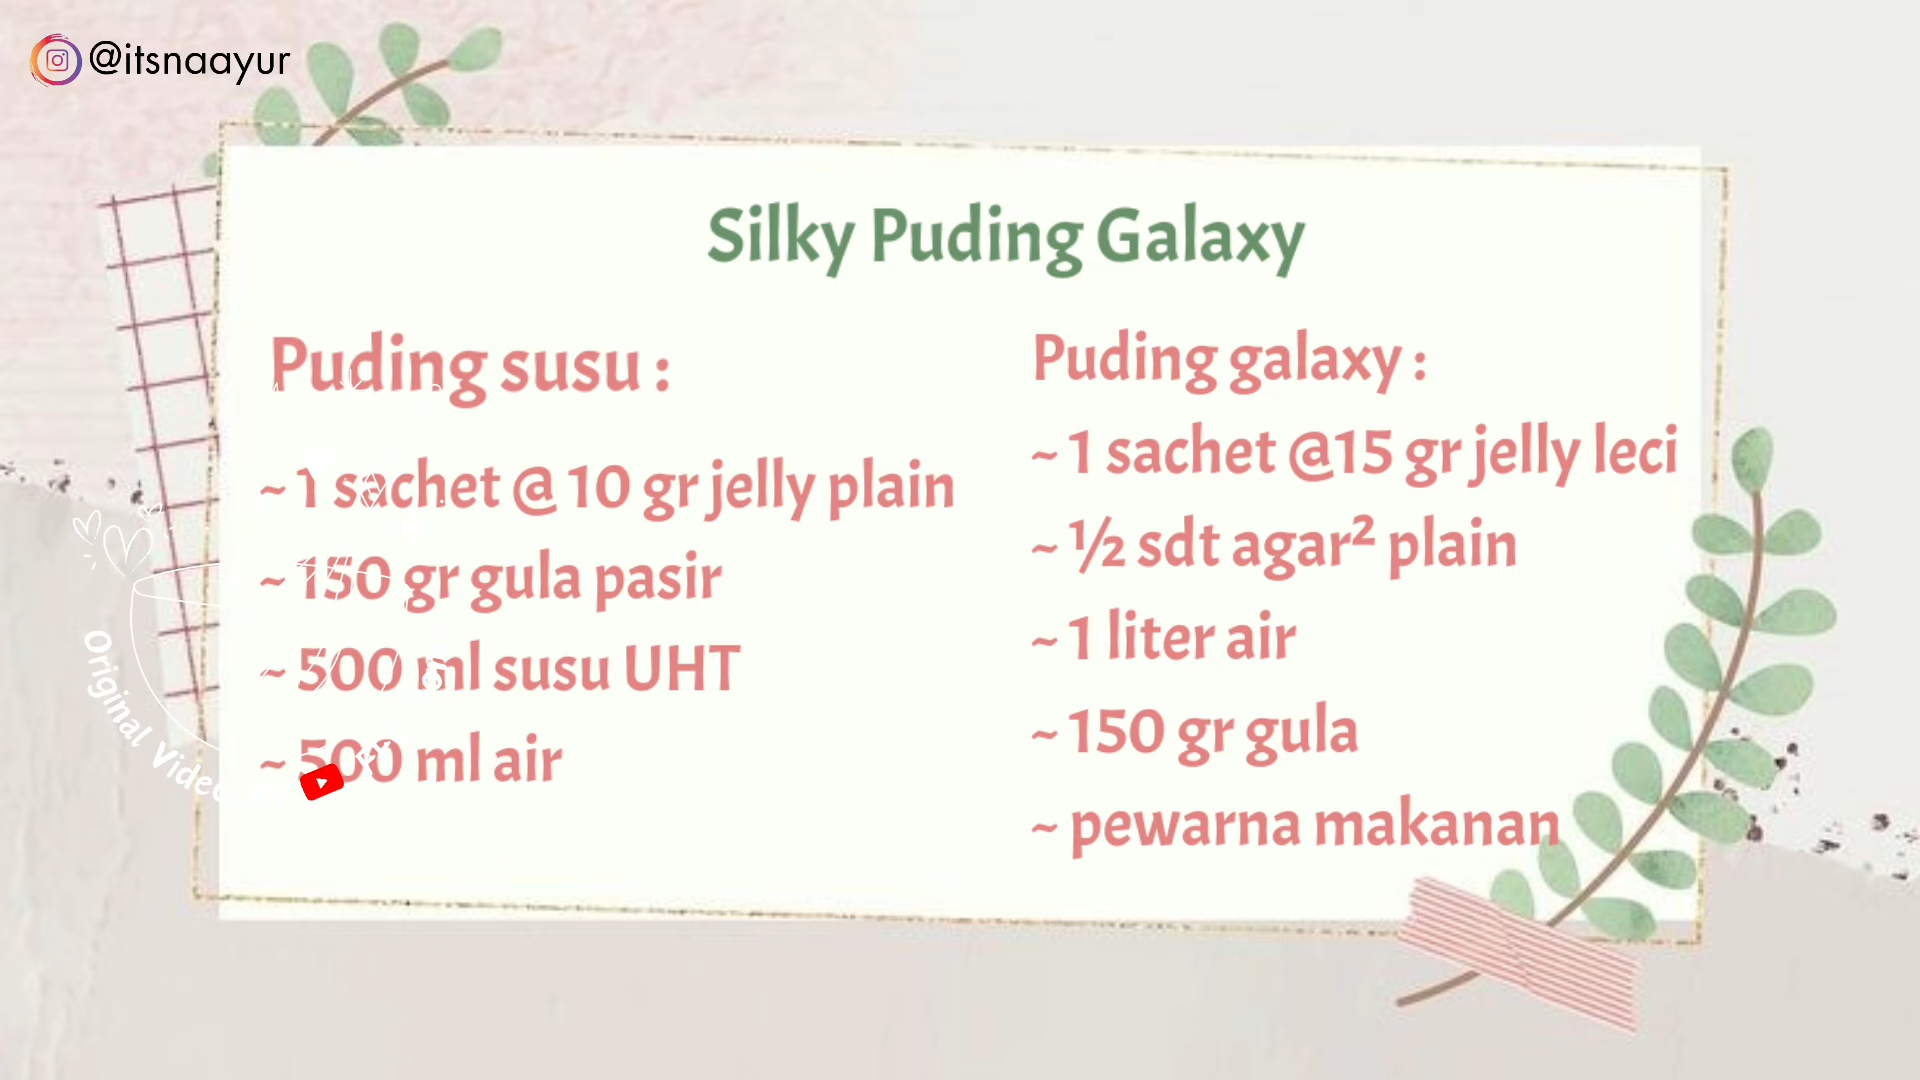 @itsnaayur
Silky Puding Galaxy
Puding susu :
~ 1 sachet @ 10 gr jelly plain
~ 150 gr gula pasir
~ 500 ml susu UHT
~ 500 ml air
Puding galaxy :
~ 1 sachet @15 gr jelly leci
~ ½ sdt agar² plain
~ 1 liter air
~ 150 gr gula
~ pewarna makanan
Original Video